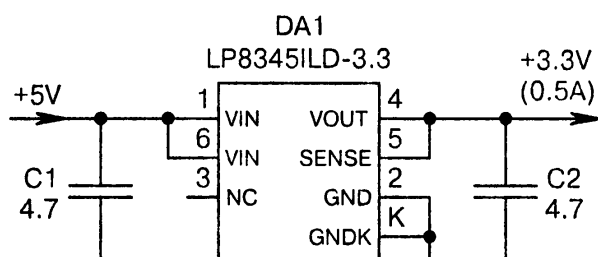 DA1
LP8345ILD-3.3
+5V
+3.3V
(0.5A)
1 VIN VOUT 4
6 VIN SENSE 5
3 NC GND 2
GNDK K
C1
4.7
C2
4.7